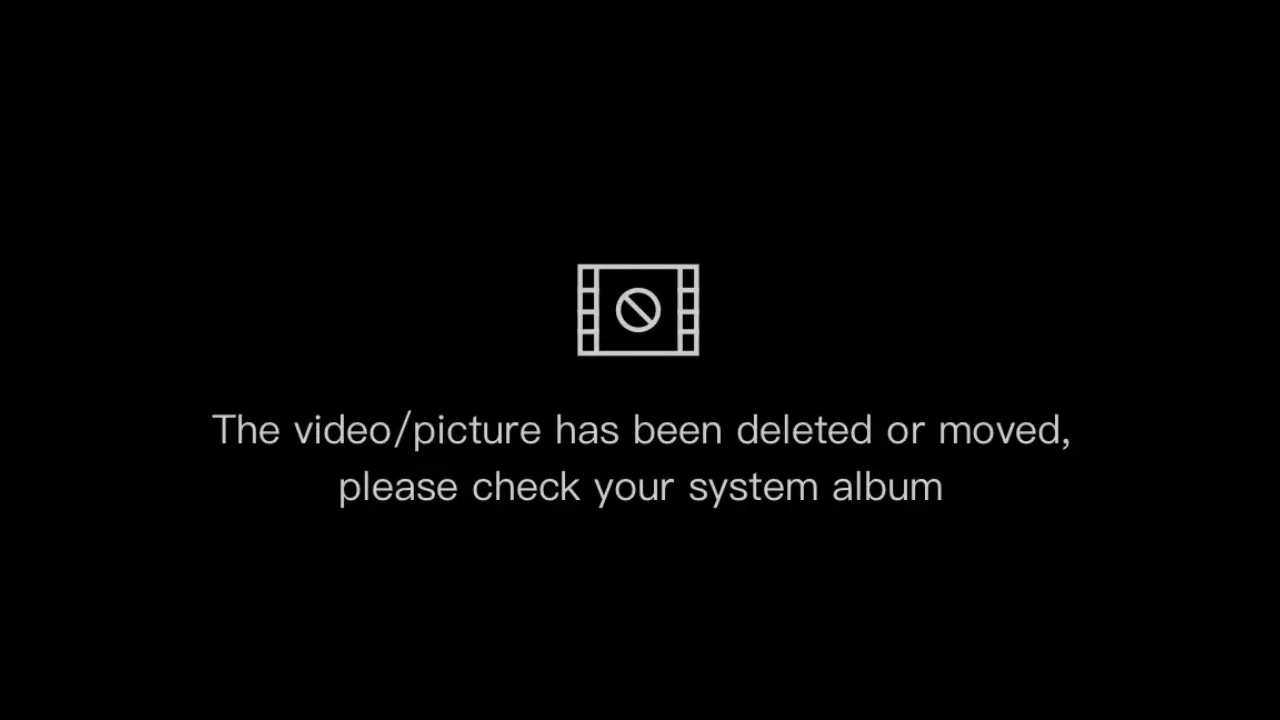 The video/picture has been deleted or moved,
please check your system album